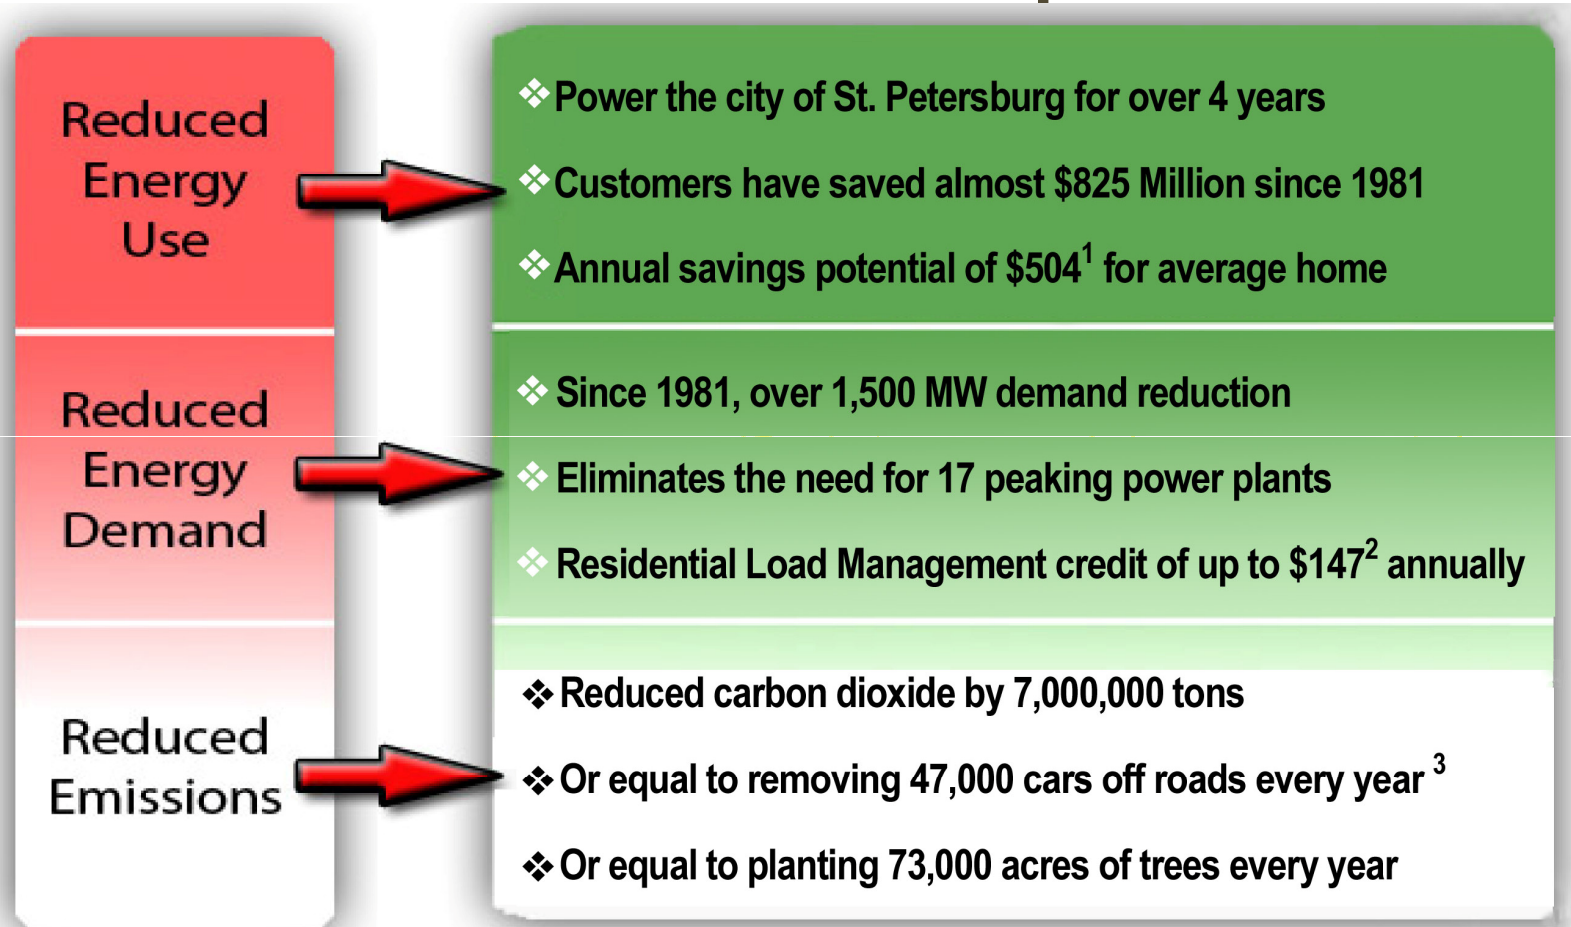 Reduced
Energy
Use
❖Power the city of St. Petersburg for over 4 years
❖Customers have saved almost $825 Million since 1981
❖Annual savings potential of $504¹ for average home
Reduced
Energy
Demand
❖ Since 1981, over 1,500 MW demand reduction
❖ Eliminates the need for 17 peaking power plants
❖ Residential Load Management credit of up to $147² annually
Reduced
Emissions
❖Reduced carbon dioxide by 7,000,000 tons
❖Or equal to removing 47,000 cars off roads every year ³
❖Or equal to planting 73,000 acres of trees every year